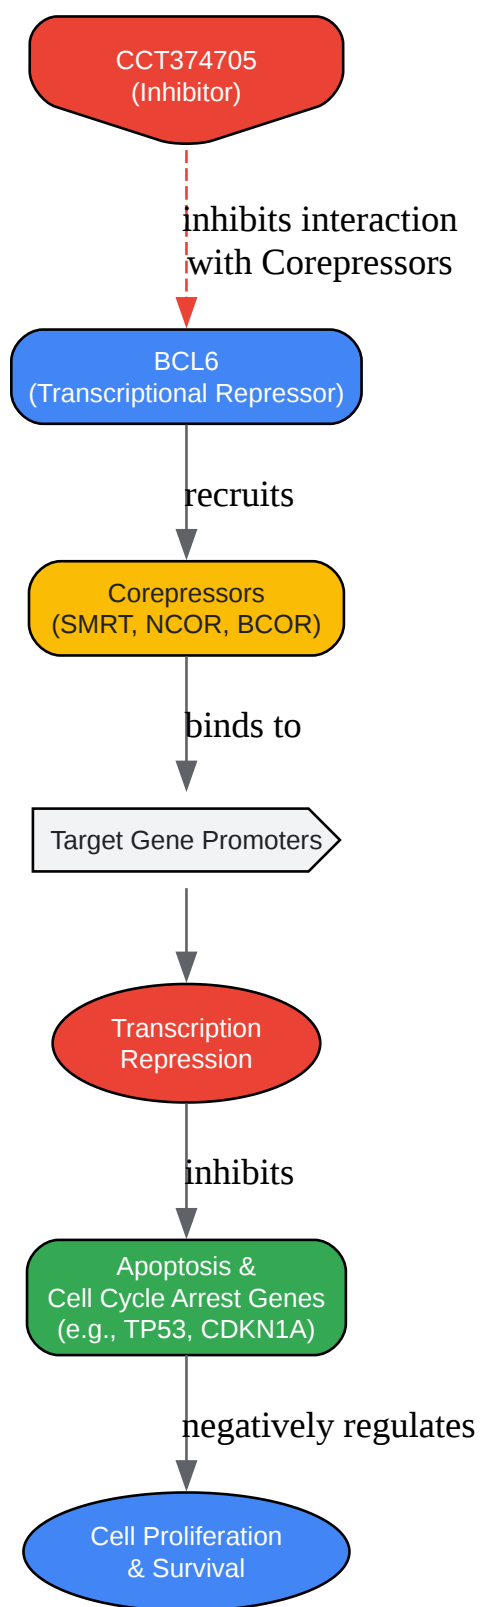 CCT374705
(Inhibitor)
inhibits interaction
with Corepressors
BCL6
(Transcriptional Repressor)
recruits
Corepressors
(SMRT, NCOR, BCOR)
binds to
Target Gene Promoters
Transcription
Repression
inhibits
Apoptosis &
Cell Cycle Arrest Genes
(e.g., TP53, CDKN1A)
negatively regulates
Cell Proliferation
& Survival